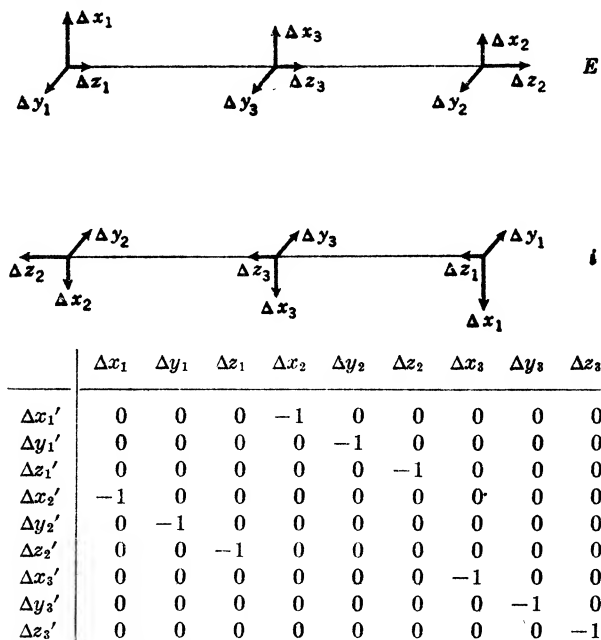 Δx₁ Δx₃ Δx₂
Δz₁ Δz₃ Δz₂ E
Δy₁ Δy₃ Δy₂
Δy₂ Δy₃ Δy₁
Δz₂ Δz₃ Δz₁ i
Δx₂ Δx₃ Δx₁
Δx₁ Δy₁ Δz₁ Δx₂ Δy₂ Δz₂ Δx₃ Δy₃ Δz₃
Δx₁′ 0 0 0 −1 0 0 0 0 0
Δy₁′ 0 0 0 0 −1 0 0 0 0
Δz₁′ 0 0 0 0 0 −1 0 0 0
Δx₂′ −1 0 0 0 0 0 0 0 0
Δy₂′ 0 −1 0 0 0 0 0 0 0
Δz₂′ 0 0 −1 0 0 0 0 0 0
Δx₃′ 0 0 0 0 0 0 −1 0 0
Δy₃′ 0 0 0 0 0 0 0 −1 0
Δz₃′ 0 0 0 0 0 0 0 0 −1